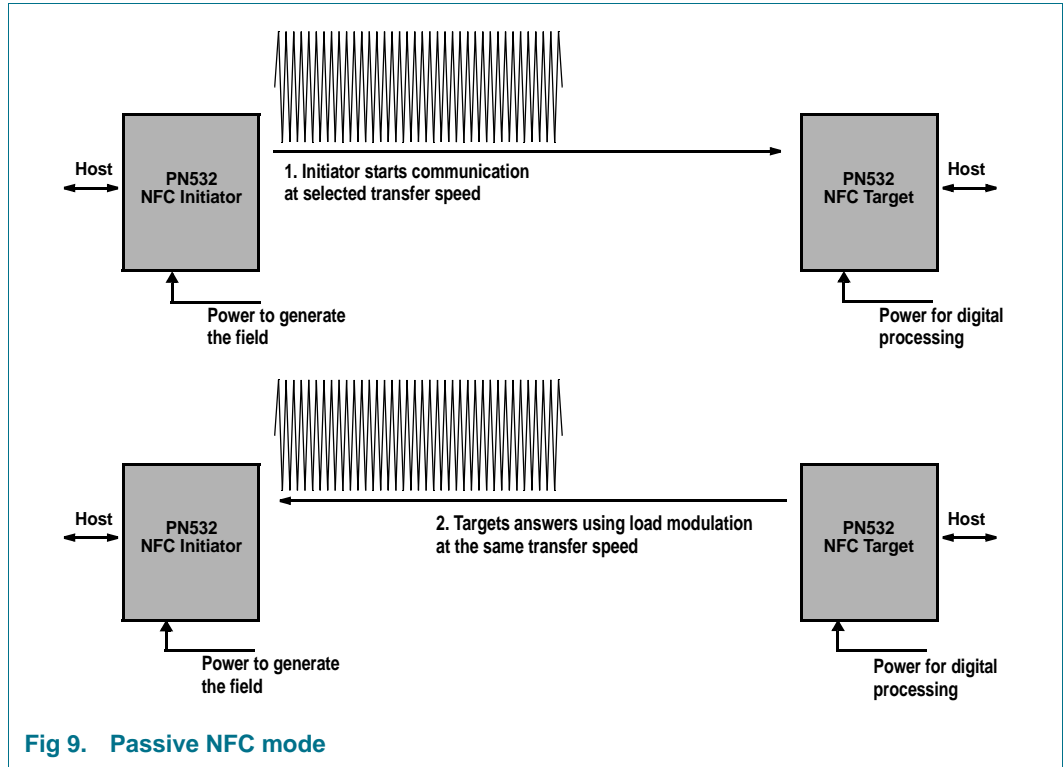 Host
PN532
NFC Initiator
1. Initiator starts communication
at selected transfer speed
PN532
NFC Target
Host
Power to generate
the field
Power for digital
processing
Host
PN532
NFC Initiator
2. Targets answers using load modulation
at the same transfer speed
PN532
NFC Target
Host
Power to generate
the field
Power for digital
processing
Fig 9. Passive NFC mode